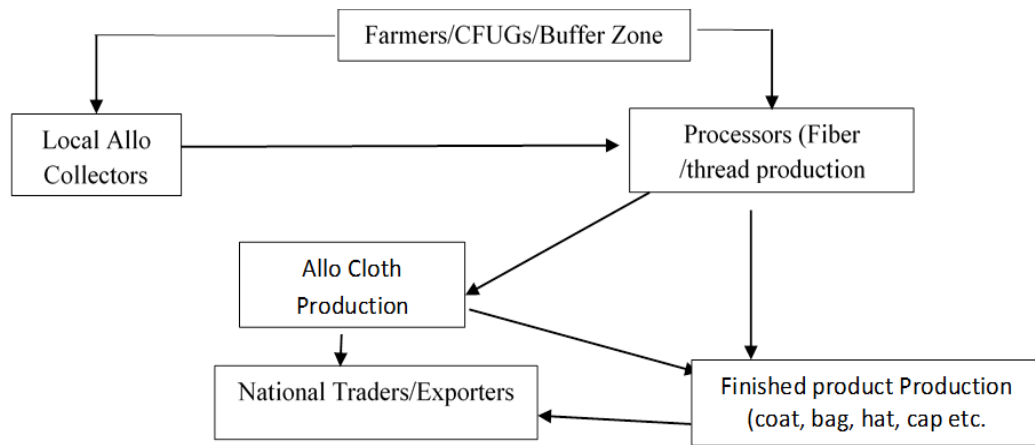 Farmers/CFUGs/Buffer Zone
Local Allo
Collectors
Processors (Fiber
/thread production
Allo Cloth
Production
National Traders/Exporters
Finished product Production
(coat, bag, hat, cap etc.